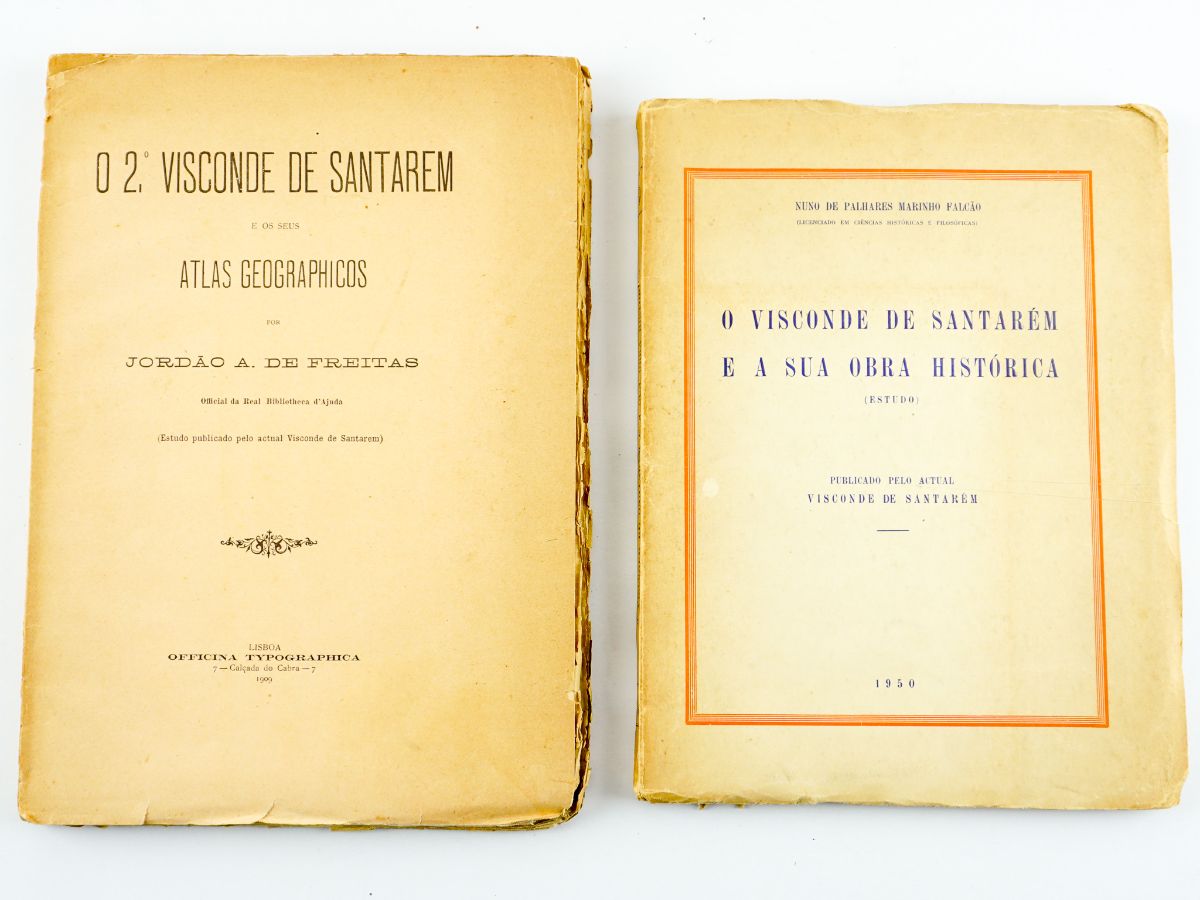 O 2.º VISCONDE DE SANTAREM
E OS SEUS
ATLAS GEOGRAPHICOS
POR
JORDÃO A. DE FREITAS
Official da Real Bibliotheca d'Ajuda
(Estudo publicado pelo actual Visconde de Santarem)
LISBOA
OFFICINA TYPOGRAPHICA
7 — Calçada do Cabra — 7
1909
NUNO DE PALHARES MARINHO FALCÃO
(LICENCIADO EM CIÊNCIAS HISTÓRICAS E FILOSÓFICAS)
O VISCONDE DE SANTARÉM
E A SUA OBRA HISTÓRICA
(ESTUDO)
PUBLICADO PELO ACTUAL
VISCONDE DE SANTARÉM
1950